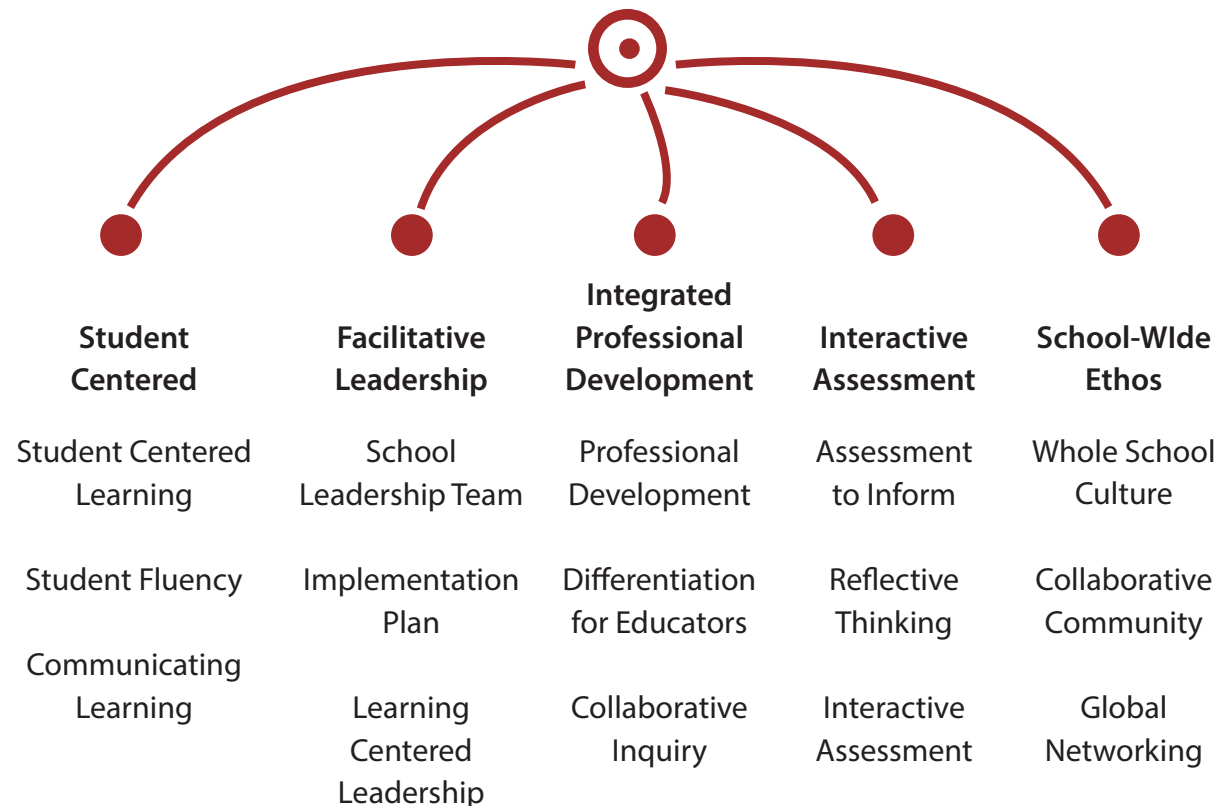 Student
Centered
Student Centered
Learning
Student Fluency
Communicating
Learning
Facilitative
Leadership
School
Leadership Team
Implementation
Plan
Learning
Centered
Leadership
Integrated
Professional
Development
Professional
Development
Differentiation
for Educators
Collaborative
Inquiry
Interactive
Assessment
Assessment
to Inform
Reflective
Thinking
Interactive
Assessment
School-WIde
Ethos
Whole School
Culture
Collaborative
Community
Global
Networking